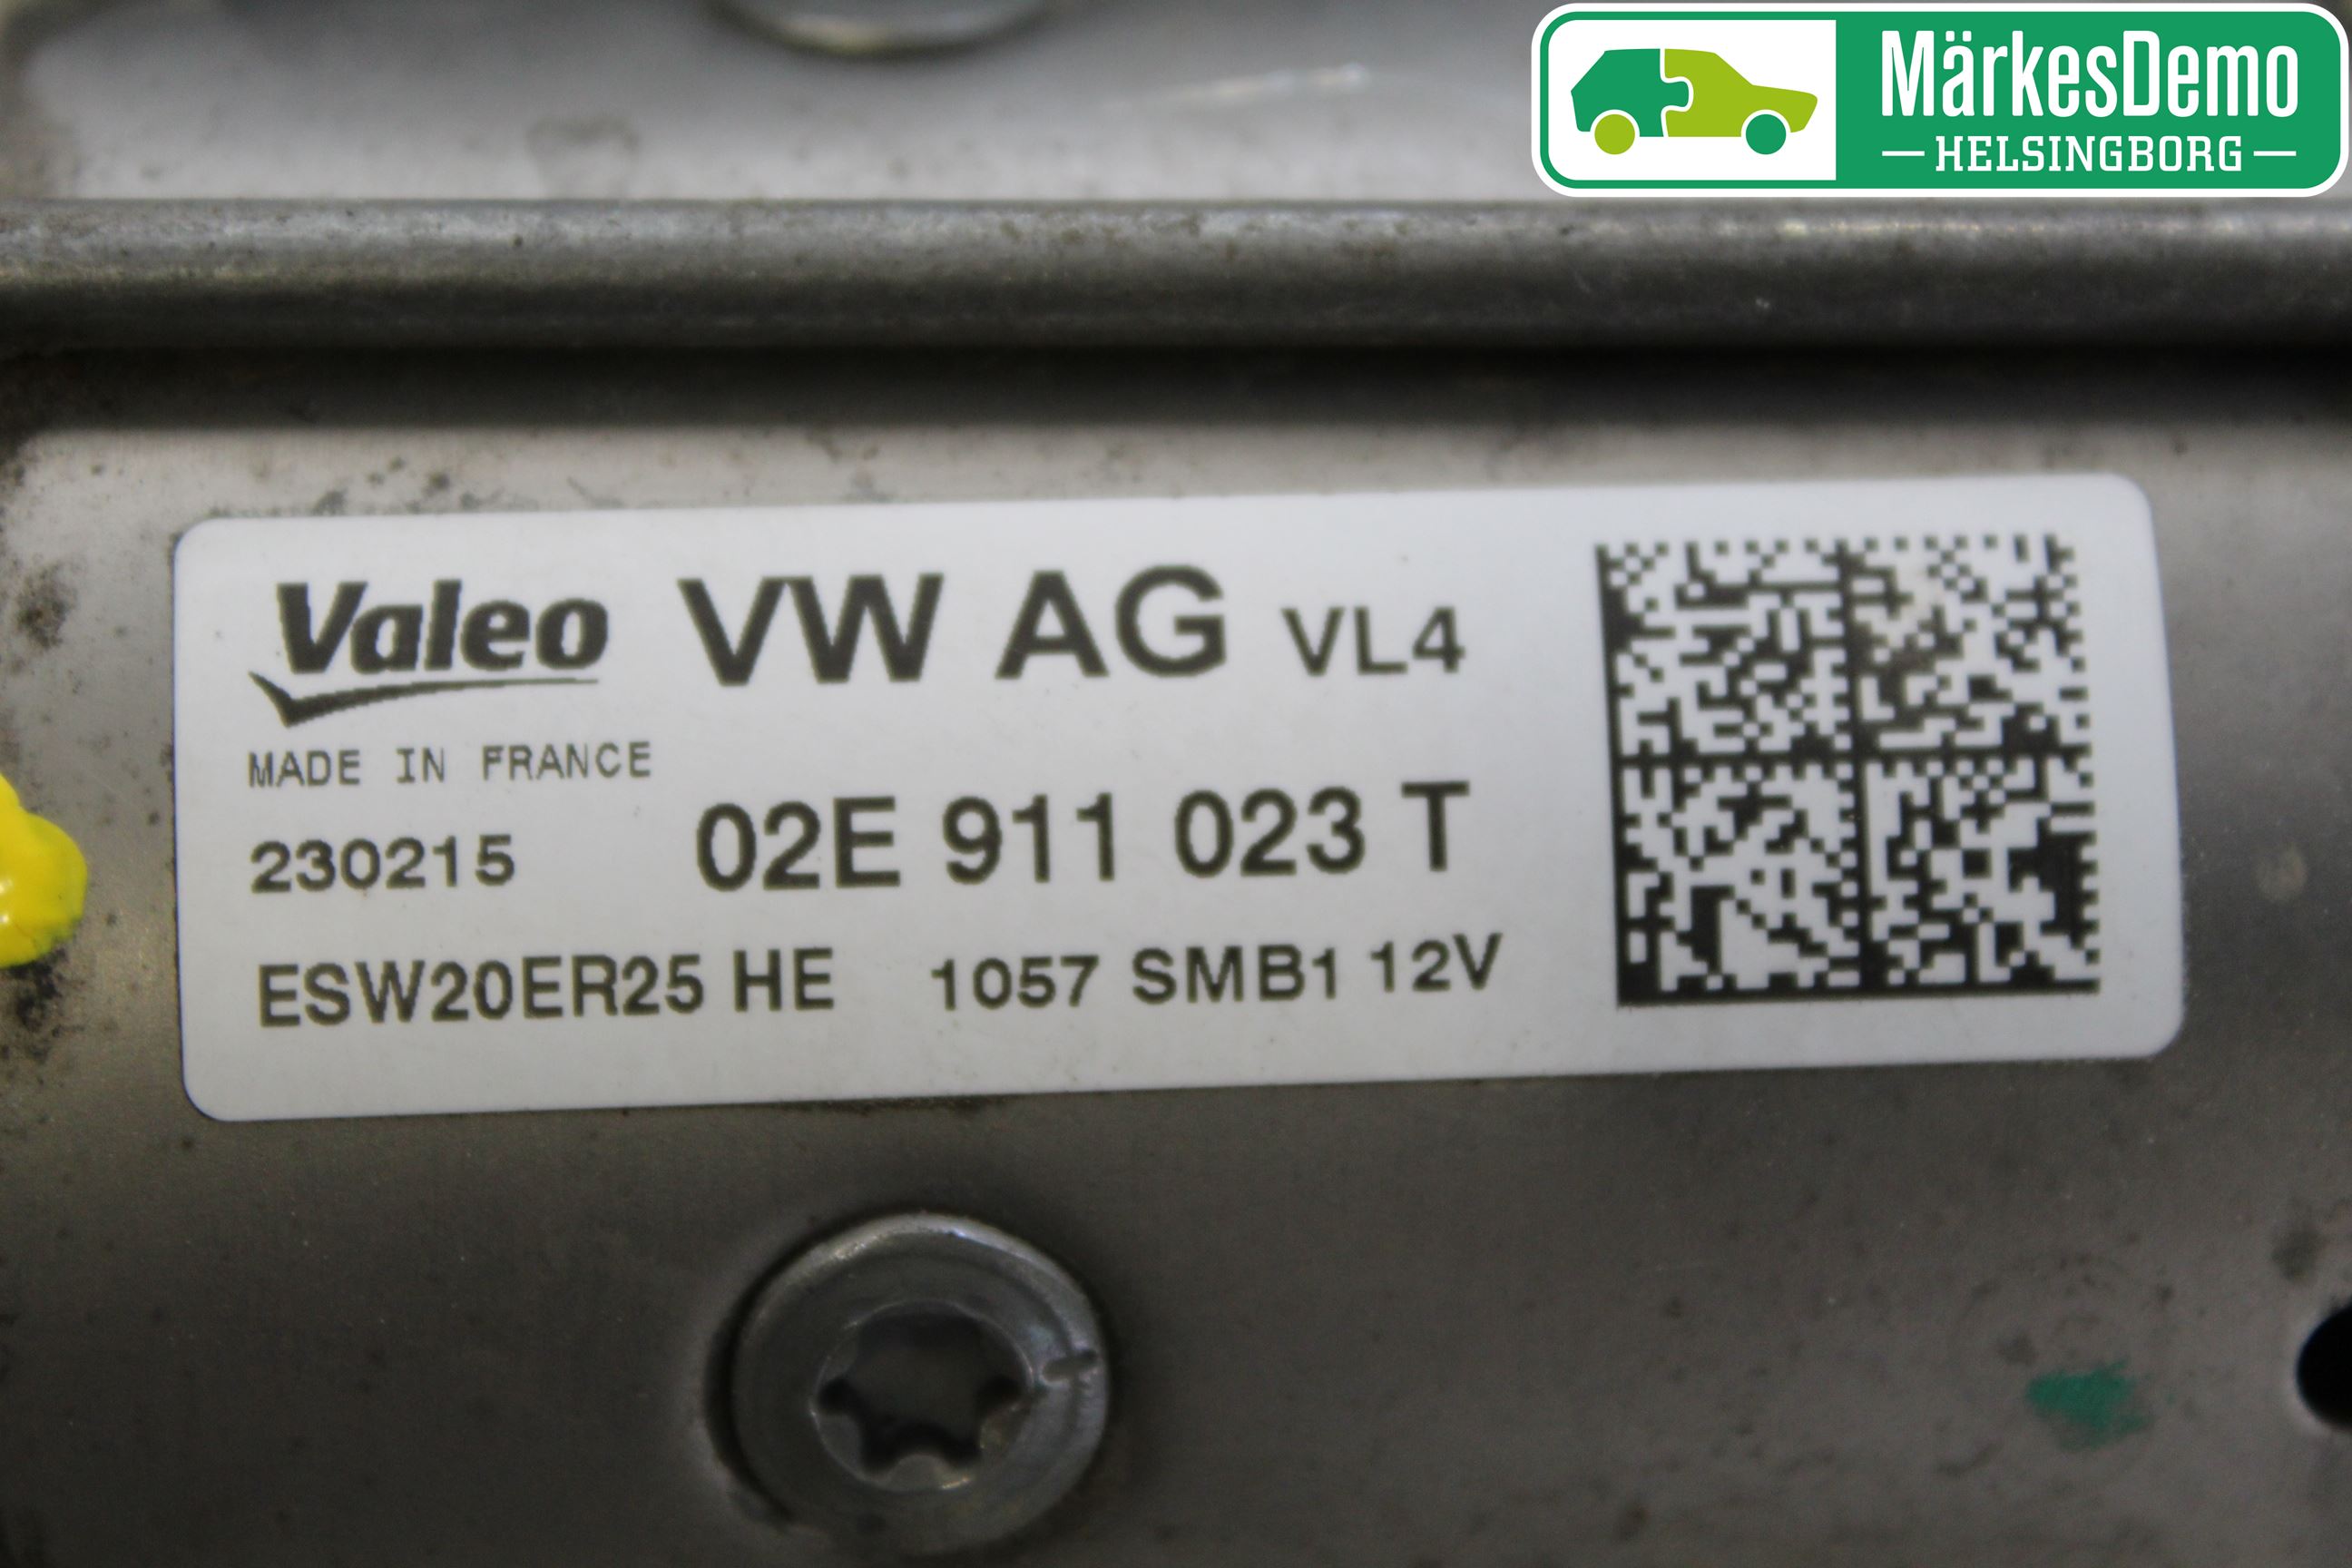 MärkesDemo
HELSINGBORG
Valeo VW AG VL4
MADE IN FRANCE
230215 02E 911 023 T
ESW20ER25 HE 1057 SMB1 12V